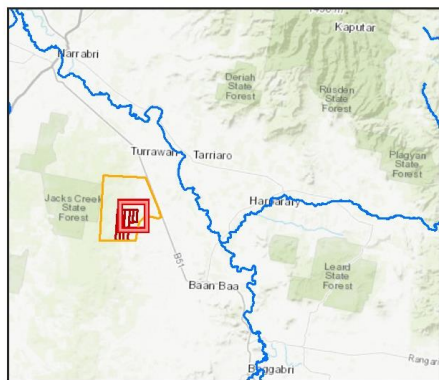 Kaputar
Narrabri
Deriah
State
Forest
Rusden
State
Forest
Turrawan
Tarriaro
Plagyan
State
Forest
Jacks Creek
State
Forest
Harparary
B51
Leard
State
Forest
Baan Baa
Boggabri
Rangari